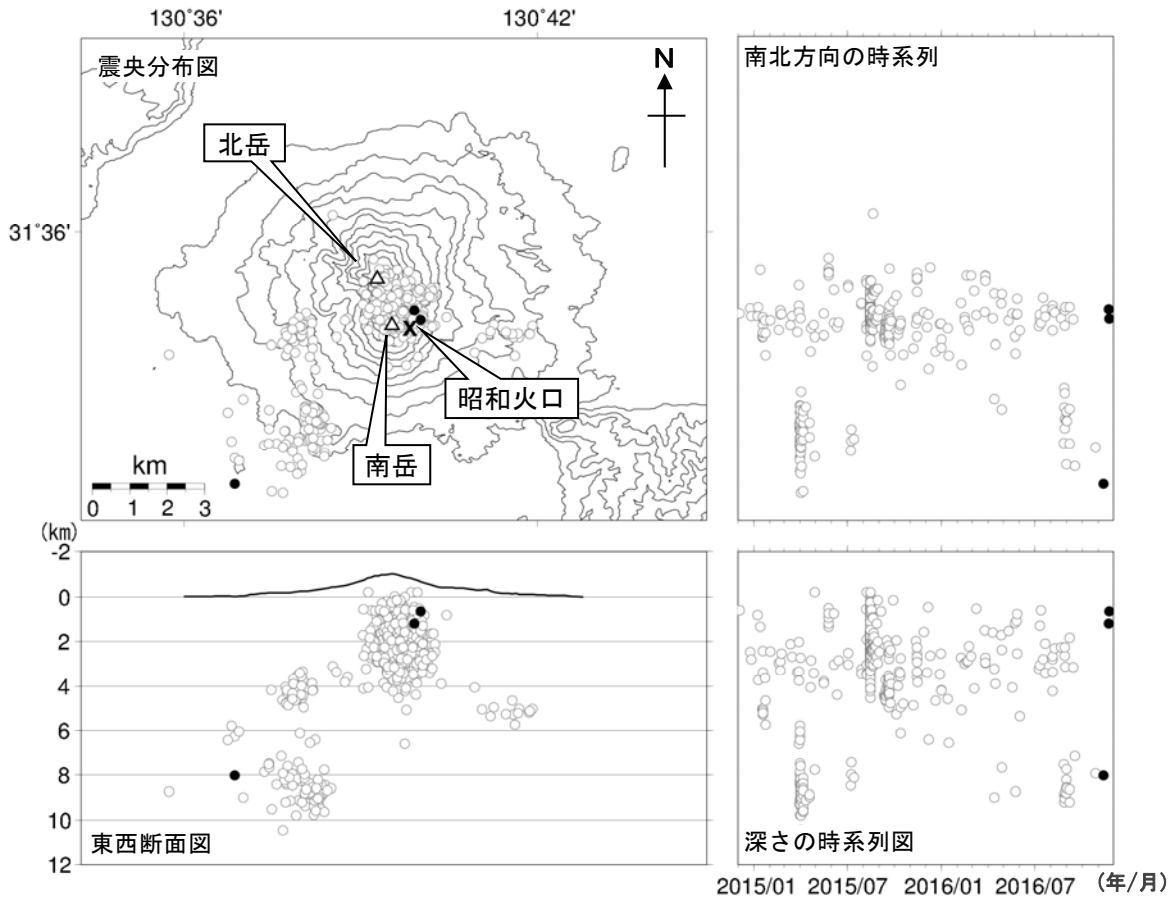 130˚36' 130˚42'
震央分布図
N
北岳
31˚36'
昭和火口
南岳
km
0 1 2 3
南北方向の時系列
(km)
-2
0
2
4
6
8
10
12
東西断面図
深さの時系列図
2015/01 2015/07 2016/01 2016/07 (年/月)